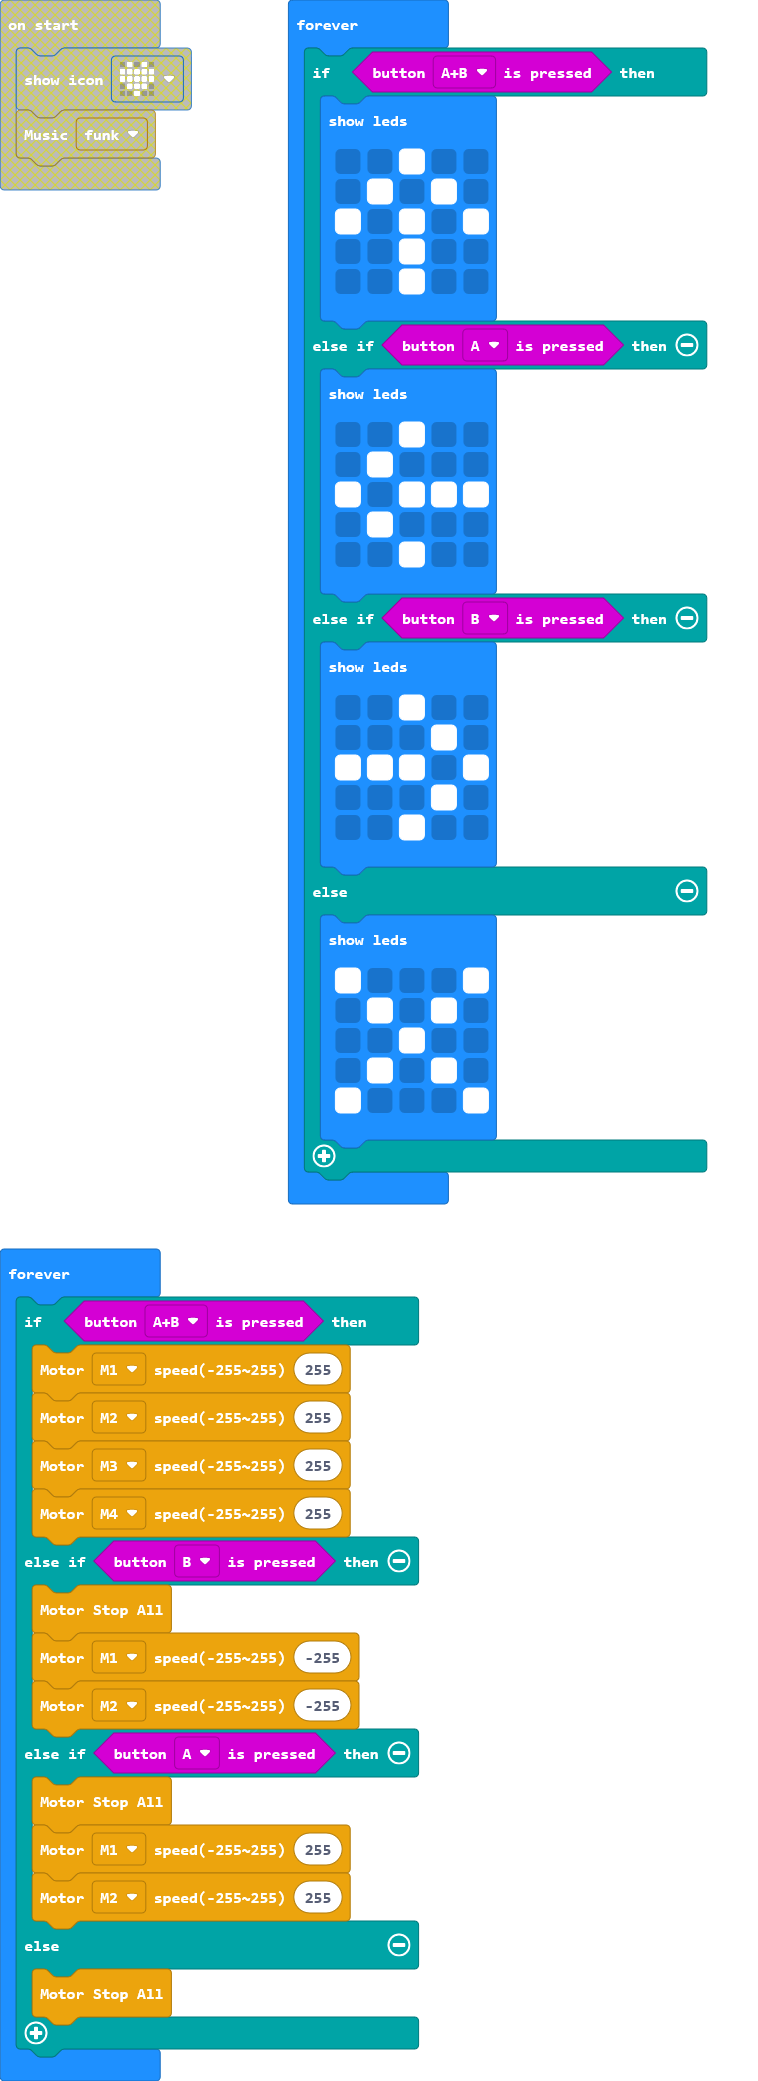 on start
show icon
Music funk
forever
if button A+B is pressed then
show leds
else if button A is pressed then
show leds
else if button B is pressed then
show leds
else
show leds
forever
if button A+B is pressed then
Motor M1 speed(-255~255) 255
Motor M2 speed(-255~255) 255
Motor M3 speed(-255~255) 255
Motor M4 speed(-255~255) 255
else if button B is pressed then
Motor Stop All
Motor M1 speed(-255~255) -255
Motor M2 speed(-255~255) -255
else if button A is pressed then
Motor Stop All
Motor M1 speed(-255~255) 255
Motor M2 speed(-255~255) 255
else
Motor Stop All